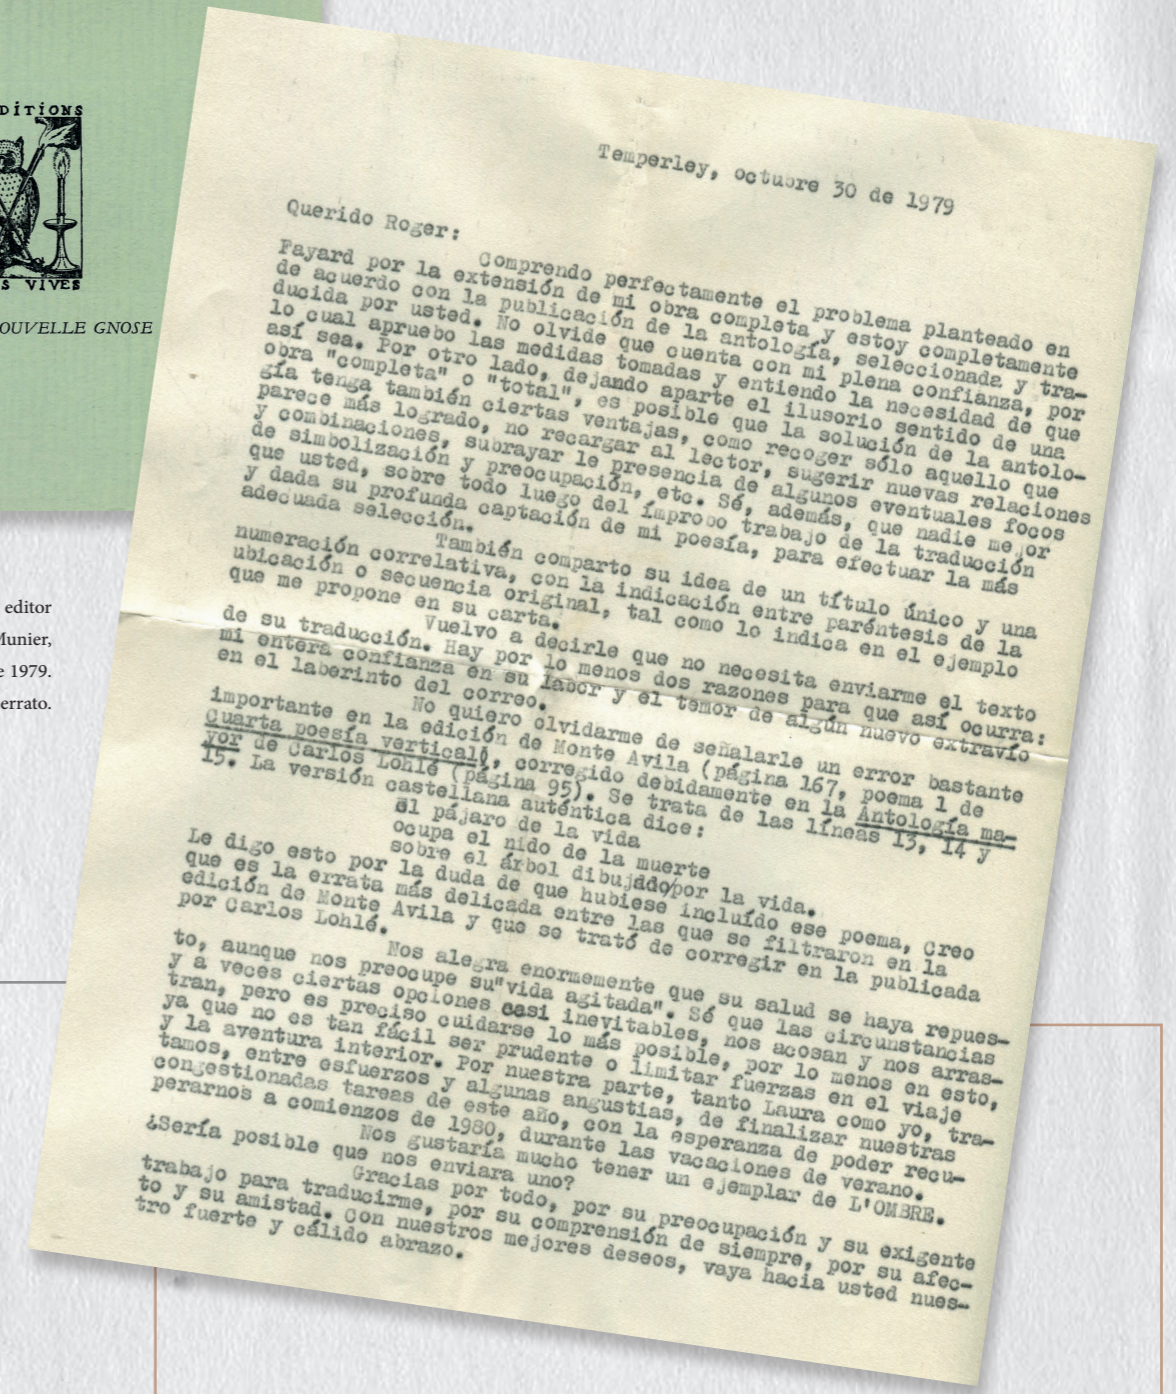 DITIONS
S VIVES
OUVELLE GNOSE
editor
Munier,
e 1979.
errato.
Temperley, octubre 30 de 1979
Querido Roger:
Comprendo perfectamente el problema planteado en
Fayard por la extensión de mi obra completa y estoy completamente
de acuerdo con la publicación de la antología, seleccionada y tra-
ducida por usted. No olvide que cuenta con mi plena confianza, por
lo cual apruebo las medidas tomadas y entiendo la necesidad de que
así sea. Por otro lado, dejando aparte el ilusorio sentido de una
obra "completa" o "total", es posible que la solución de la antolo-
gía tenga también ciertas ventajas, como recoger sólo aquello que
parece más logrado, no recargar al lector, sugerir nuevas relaciones
y combinaciones, subrayar le presencia de algunos eventuales focos
de simbolización y preocupación, etc. Sé, además, que nadie mejor
que usted, sobre todo luego del ímprobo trabajo de la traducción
y dada su profunda captación de mi poesía, para efectuar la más
adecuada selección.
También comparto su idea de un título único y una
numeración correlativa, con la indicación entre paréntesis de la
ubicación o secuencia original, tal como lo indica en el ejemplo
que me propone en su carta.
Vuelvo a decirle que no necesita enviarme el texto
de su traducción. Hay por lo menos dos razones para que así ocurra:
mi entera confianza en su labor y el temor de algún nuevo extravío
en el laberinto del correo.
No quiero olvidarme de señalarle un error bastante
importante en la edición de Monte Avila (página 167, poema 1 de
Cuarta poesía vertical), corregido debidamente en la Antología ma-
yor de Carlos Lohlé (página 95). Se trata de las líneas 13, 14 y
15. La versión castellana auténtica dice:
El pájaro de la vida
ocupa el nido de la muerte
sobre el árbol dibujado por la vida.
Le digo esto por la duda de que hubiese incluído ese poema, Creo
que es la errata más delicada entre las que se filtraron en la
edición de Monte Avila y que se trató de corregir en la publicada
por Carlos Lohlé.
Nos alegra enormemente que su salud se haya repues-
to, aunque nos preocupe su"vida agitada". Sé que las circunstancias
y a veces ciertas opciones casi inevitables, nos acosan y nos arras-
tran, pero es preciso cuidarse lo más posible, por lo menos en esto,
ya que no es tan fácil ser prudente o limitar fuerzas en el viaje
y la aventura interior. Por nuestra parte, tanto Laura como yo, tra-
tamos, entre esfuerzos y algunas angustias, de finalizar nuestras
congestionadas tareas de este año, con la esperanza de poder recu-
perarnos a comienzos de 1980, durante las vacaciones de verano.
Nos gustaría mucho tener un ejemplar de L'OMBRE.
¿Sería posible que nos enviara uno?
Gracias por todo, por su preocupación y su exigente
trabajo para traducirme, por su comprensión de siempre, por su afec-
to y su amistad. Con nuestros mejores deseos, vaya hacia usted nues-
tro fuerte y cálido abrazo.